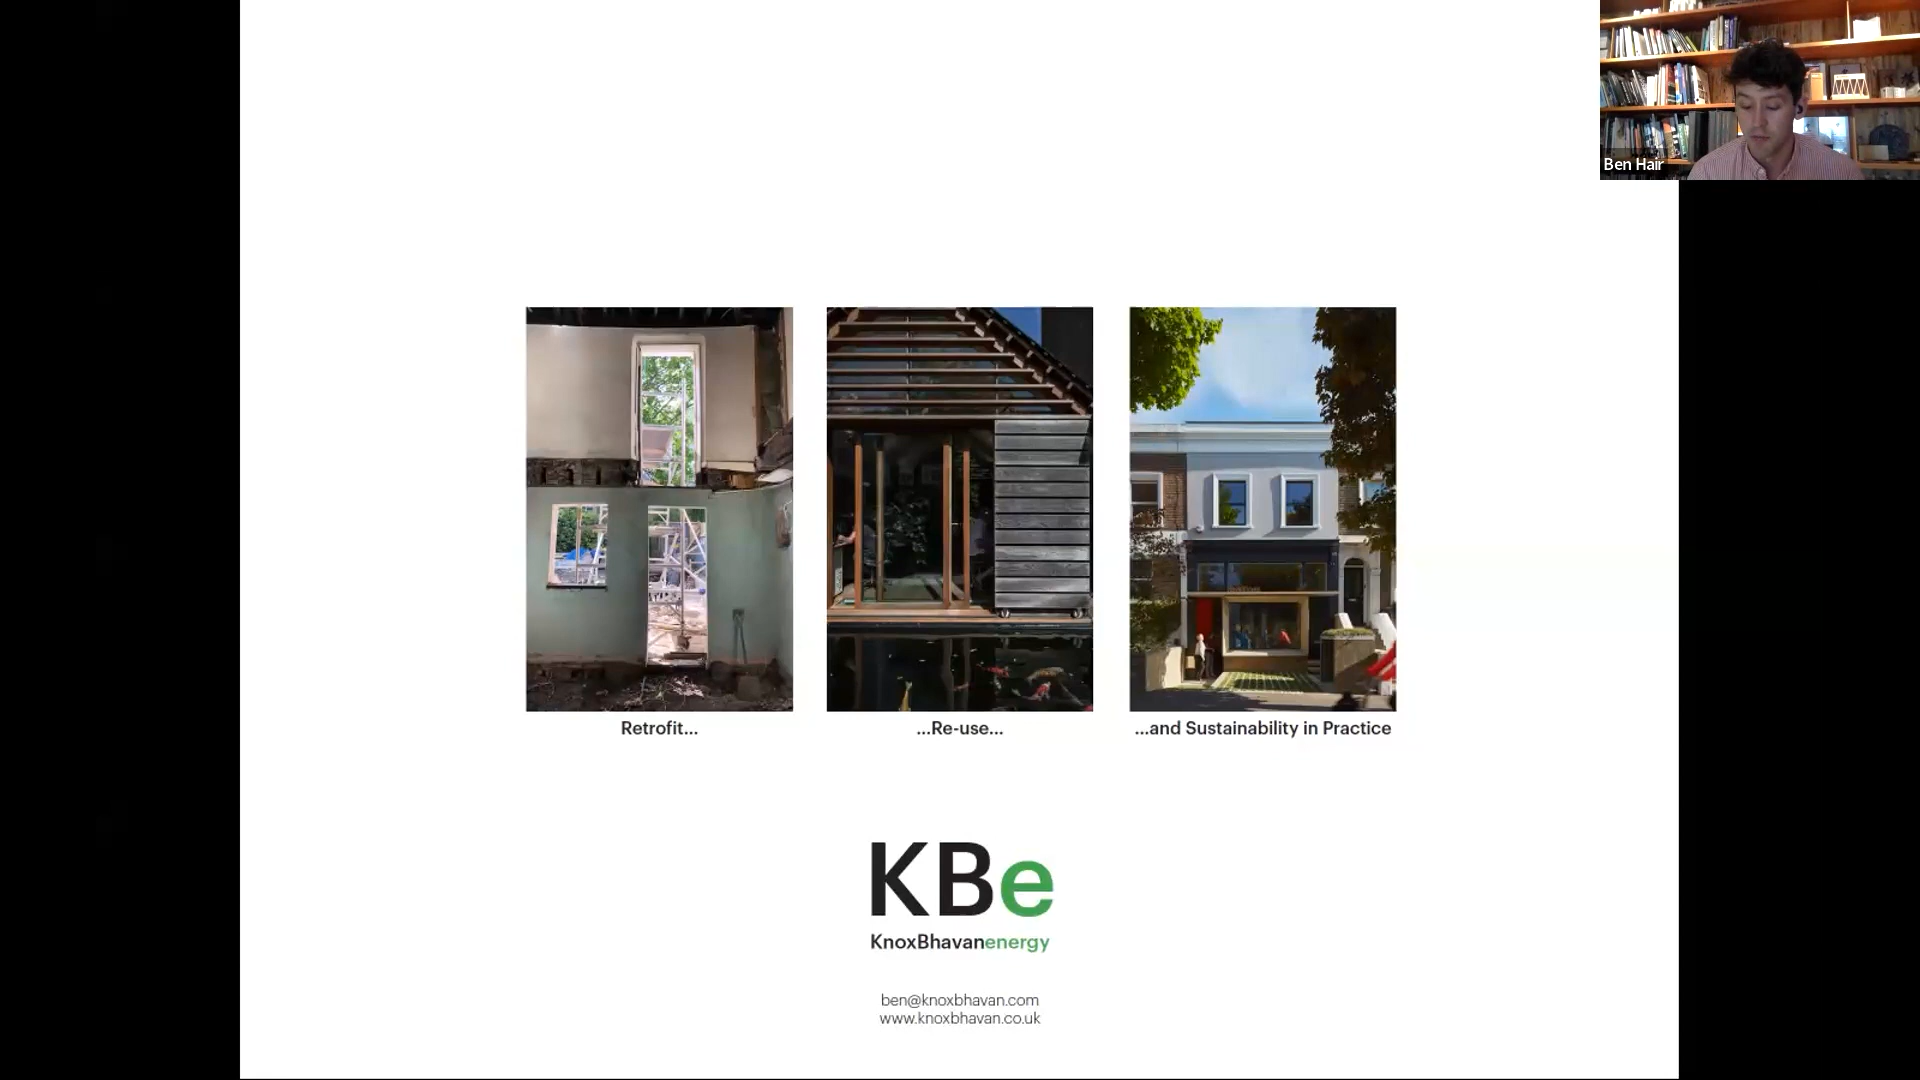 Ben Hair
Retrofit...
...Re-use...
...and Sustainability in Practice
KBe
KnoxBhavanenergy
ben@knoxbhavan.com
www.knoxbhavan.co.uk